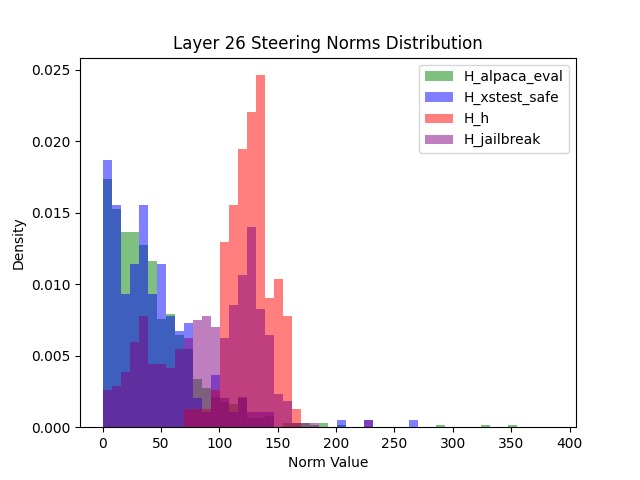 Layer 26 Steering Norms Distribution
H_alpaca_eval
H_xstest_safe
H_h
H_jailbreak
0.025
0.020
0.015
0.010
0.005
0.000
Density
0 50 100 150 200 250 300 350 400
Norm Value